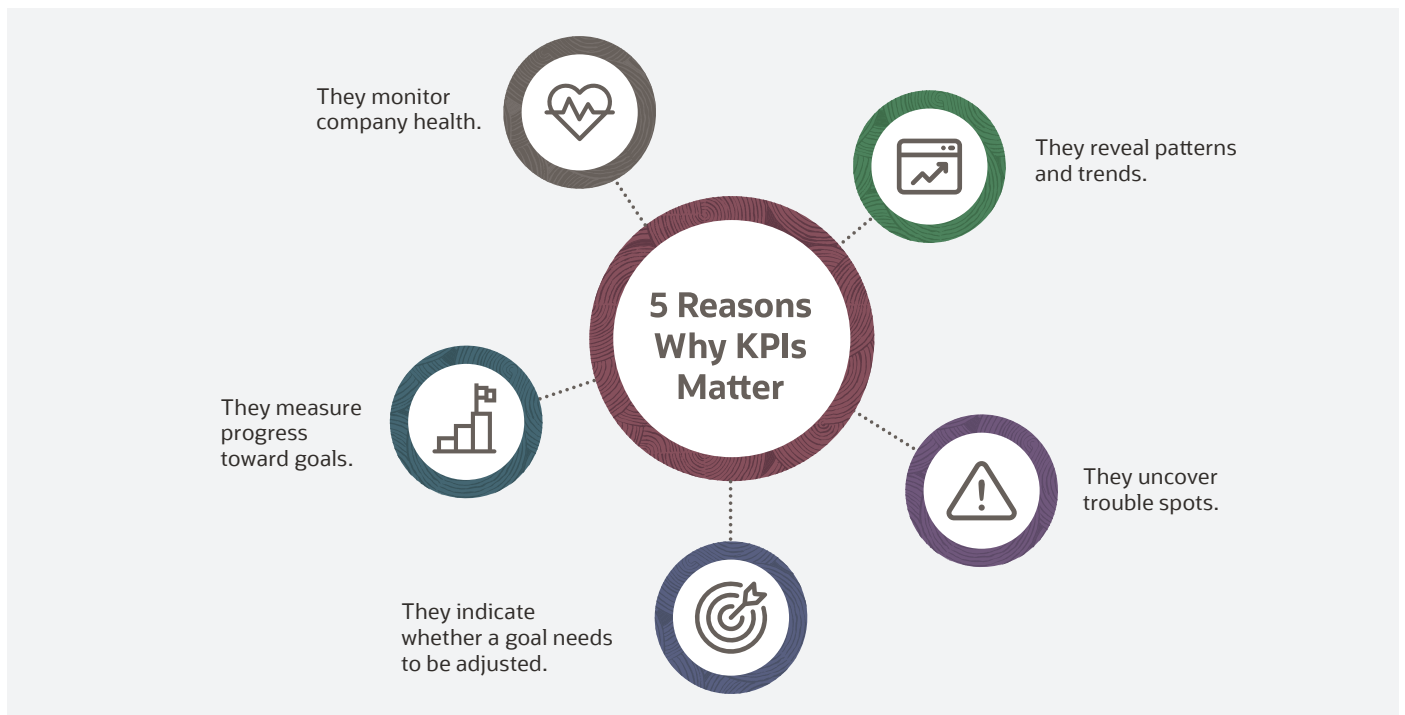 5 Reasons
Why KPIs
Matter
They monitor
company health.
They reveal patterns
and trends.
They uncover
trouble spots.
They indicate
whether a goal needs
to be adjusted.
They measure
progress
toward goals.